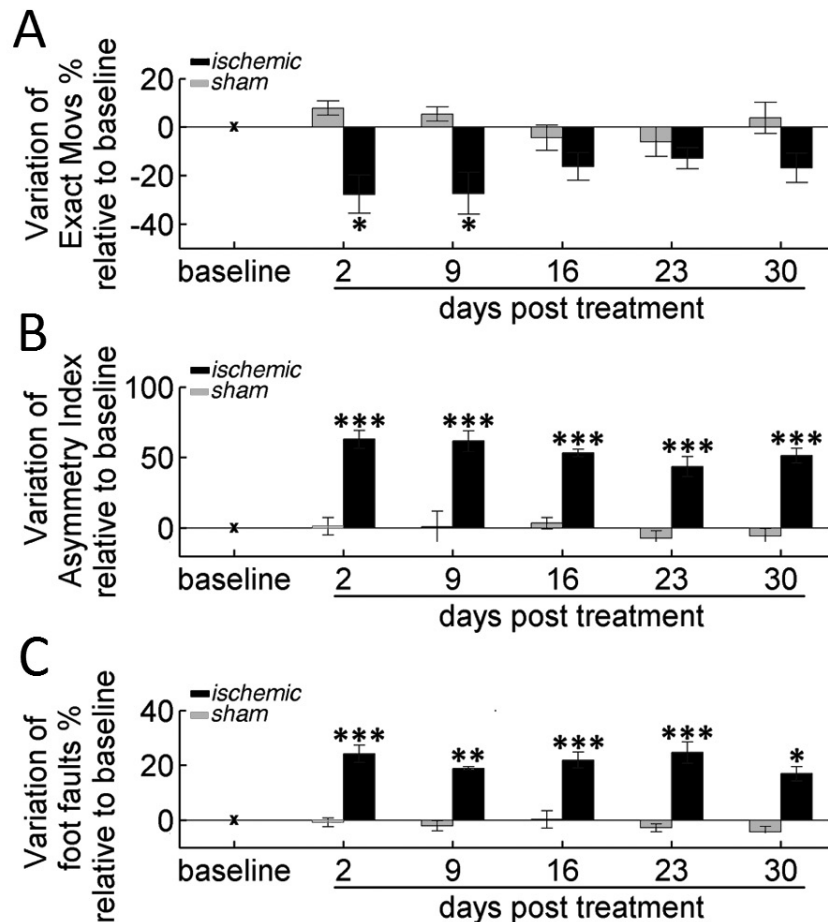 A
Variation of
Exact Movs %
relative to baseline
ischemic
sham
20
0
-20
-40
* *
x
baseline 2 9 16 23 30
days post treatment
B
Variation of
Asymmetry Index
relative to baseline
ischemic
sham
100
50
0
*** *** *** *** ***
x
baseline 2 9 16 23 30
days post treatment
C
Variation of
foot faults %
relative to baseline
ischemic
sham
40
20
0
*** ** *** *** *
x
baseline 2 9 16 23 30
days post treatment